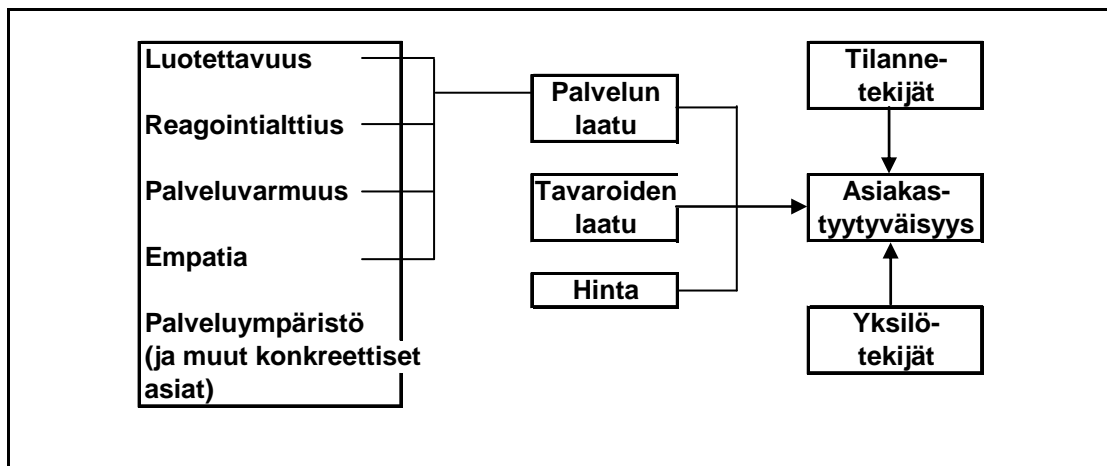 Luotettavuus
Reagointialttius
Palveluvarmuus
Empatia
Palveluympäristö
(ja muut konkreettiset
asiat)
Palvelun
laatu
Tavaroiden
laatu
Hinta
Tilanne-
tekijät
Asiakas-
tyytyväisyys
Yksilö-
tekijät